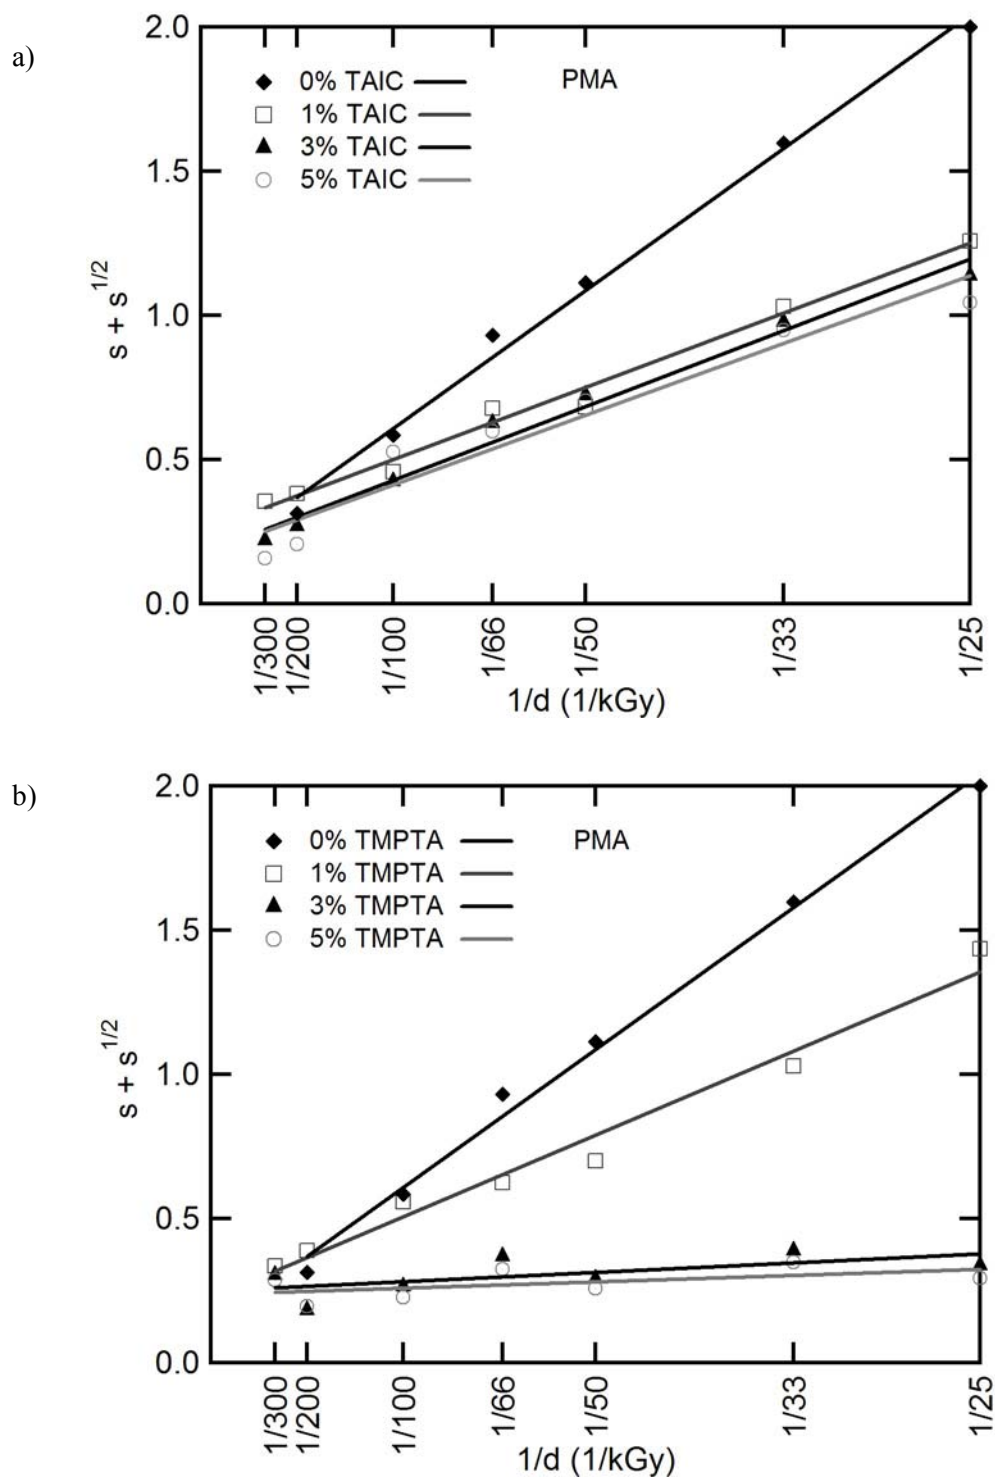 a)
2.0
1.5
1.0
0.5
0.0
s + s^1/2
0% TAIC
1% TAIC
3% TAIC
5% TAIC
PMA
1/300
1/200
1/100
1/66
1/50
1/33
1/25
1/d (1/kGy)
b)
2.0
1.5
1.0
0.5
0.0
s + s^1/2
0% TMPTA
1% TMPTA
3% TMPTA
5% TMPTA
PMA
1/300
1/200
1/100
1/66
1/50
1/33
1/25
1/d (1/kGy)